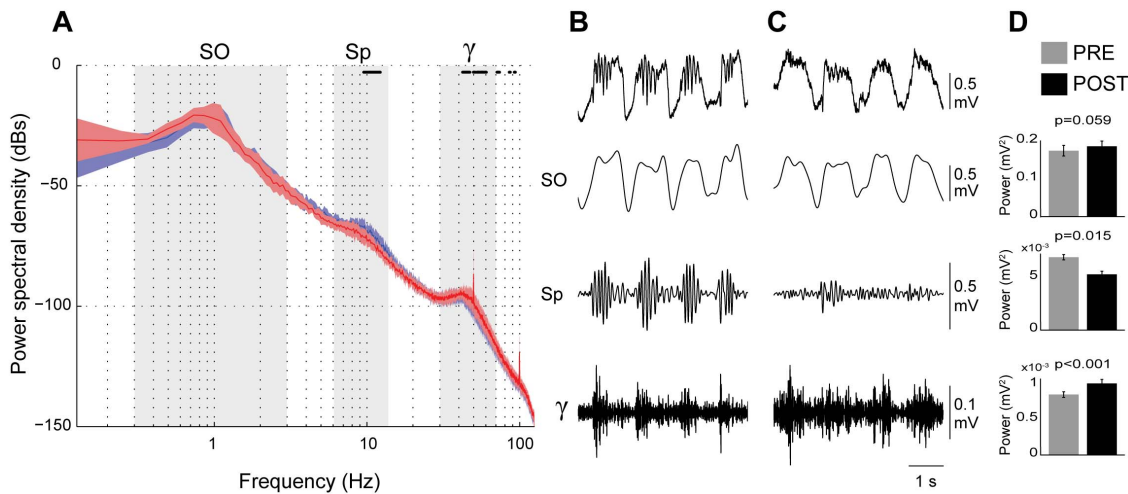 A
B
C
D
SO
Sp
γ
PRE
POST
0
−50
−100
−150
Power spectral density (dBs)
1
10
100
Frequency (Hz)
0.5
mV
SO
0.5
mV
Sp
0.5
mV
γ
0.1
mV
1 s
p=0.059
0.2
0.1
0
Power (mV²)
p=0.015
x10⁻³
5
0
Power (mV²)
p<0.001
x10⁻³
1
0.5
0
Power (mV²)